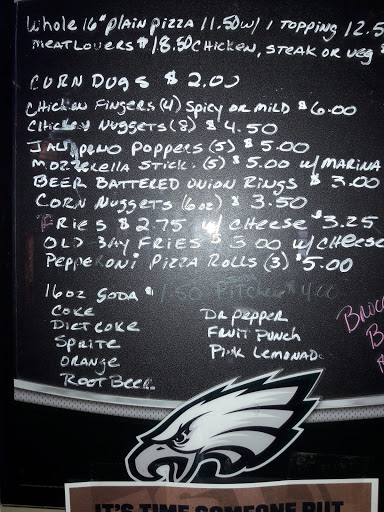 Whole 16" Plain Pizza 11.50 w/ 1 Topping 12.5
Meatlovers $18.50 Chicken, Steak or Veg $
Corn Dogs $2.00
Chicken Fingers (4) Spicy or Mild $6.00
Chicken Nuggets (8) $4.50
Jalapeno Poppers (5) $5.00
Mozzerella Stick. (5) $5.00 w/ Marina
Beer Battered Onion Rings $3.00
Corn Nuggets (6oz) $3.50
Fries $2.75 w/ Cheese $3.25
Old Bay Fries $3.00 w/ Cheese
Pepperoni Pizza Rolls (3) $5.00
16oz Soda $1.50 Pitcher $4.00
Coke
Diet Coke
Sprite
Orange
Root Beer
Dr Pepper
Fruit Punch
Pink Lemonade
IT'S TIME SOMEONE PUT